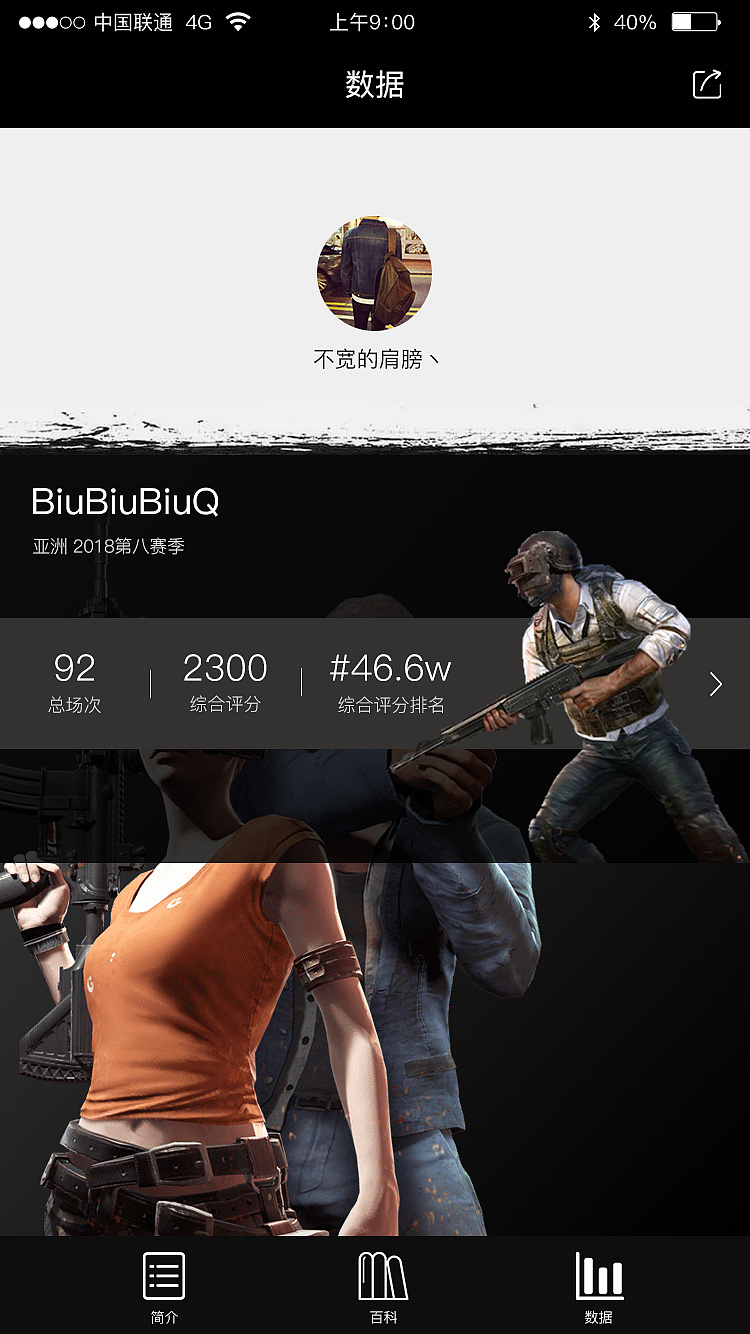 中国联通 4G 上午9:00 40%
数据
不宽的肩膀丶
BiuBiuBiuQ
亚洲 2018第八赛季
92 2300 #46.6w
总场次 综合评分 综合评分排名
简介 百科 数据